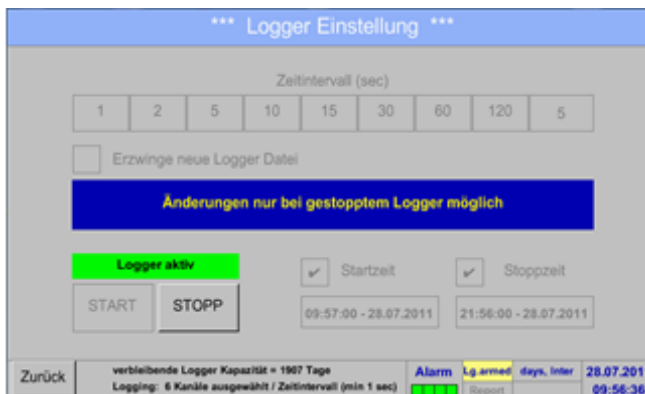 *** Logger Einstellung ***
Zeitintervall (sec)
1 2 5 10 15 30 60 120 5
Erzwinge neue Logger Datei
Änderungen nur bei gestopptem Logger möglich
Logger aktiv
Startzeit
Stoppzeit
START
STOPP
09:57:00 - 28.07.2011
21:56:00 - 28.07.2011
Zurück
verbleibende Logger Kapazität = 1907 Tage
Logging: 6 Kanäle ausgewählt / Zeitintervall (min 1 sec)
Alarm
Lg.armed
days, Inter
28.07.201
Report
09:56:36